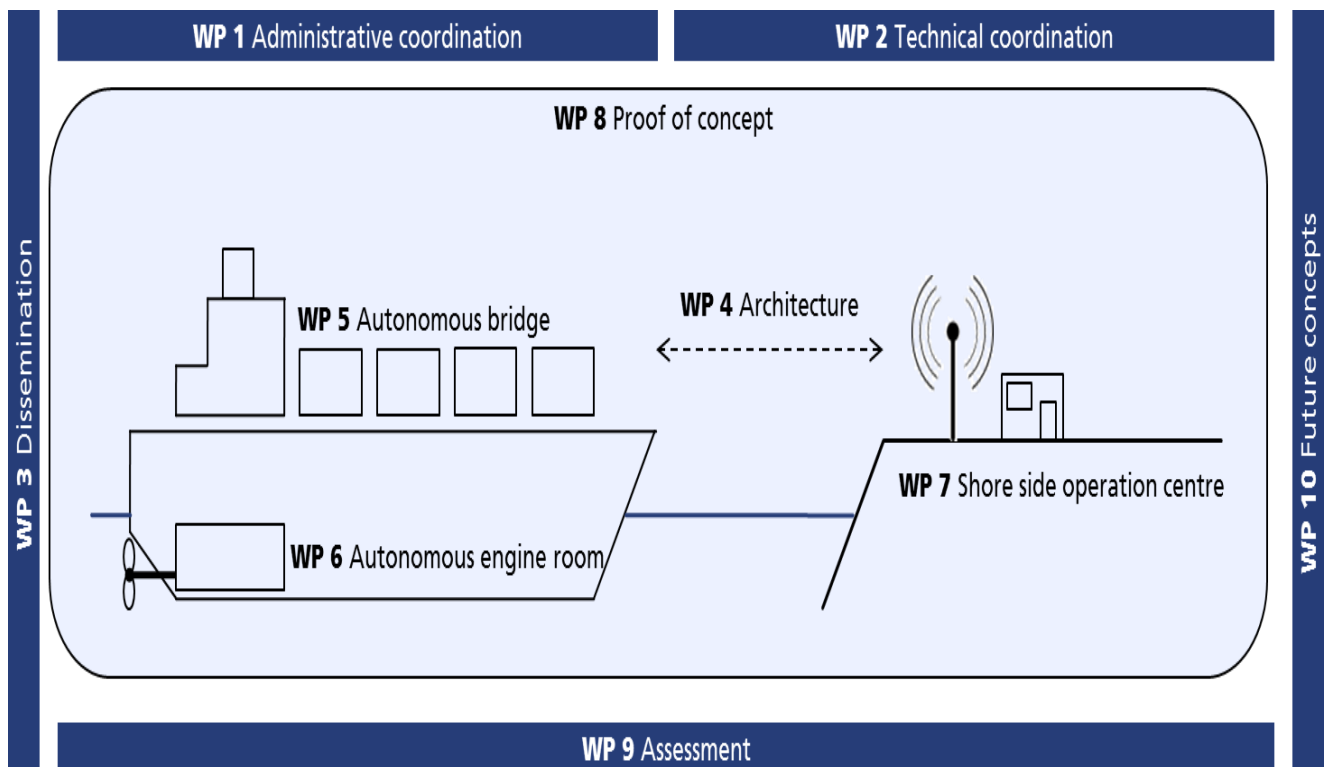 WP 1 Administrative coordination
WP 2 Technical coordination
WP 3 Dissemination
WP 8 Proof of concept
WP 5 Autonomous bridge
WP 4 Architecture
WP 7 Shore side operation centre
WP 6 Autonomous engine room
WP 10 Future concepts
WP 9 Assessment